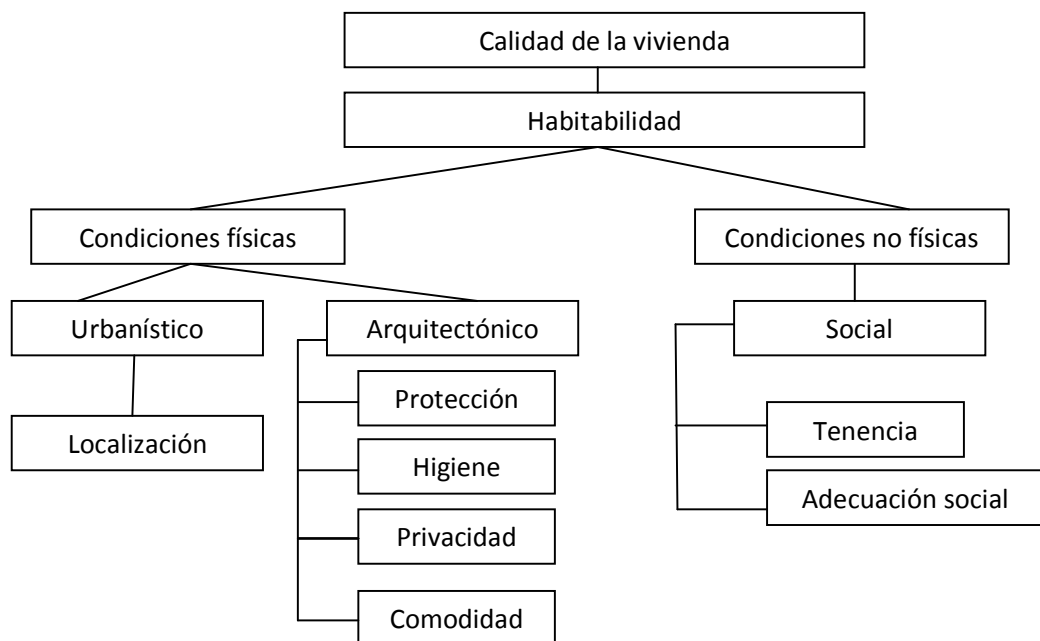 Calidad de la vivienda
Habitabilidad
Condiciones físicas
Condiciones no físicas
Urbanístico
Arquitectónico
Social
Protección
Localización
Tenencia
Higiene
Adecuación social
Privacidad
Comodidad